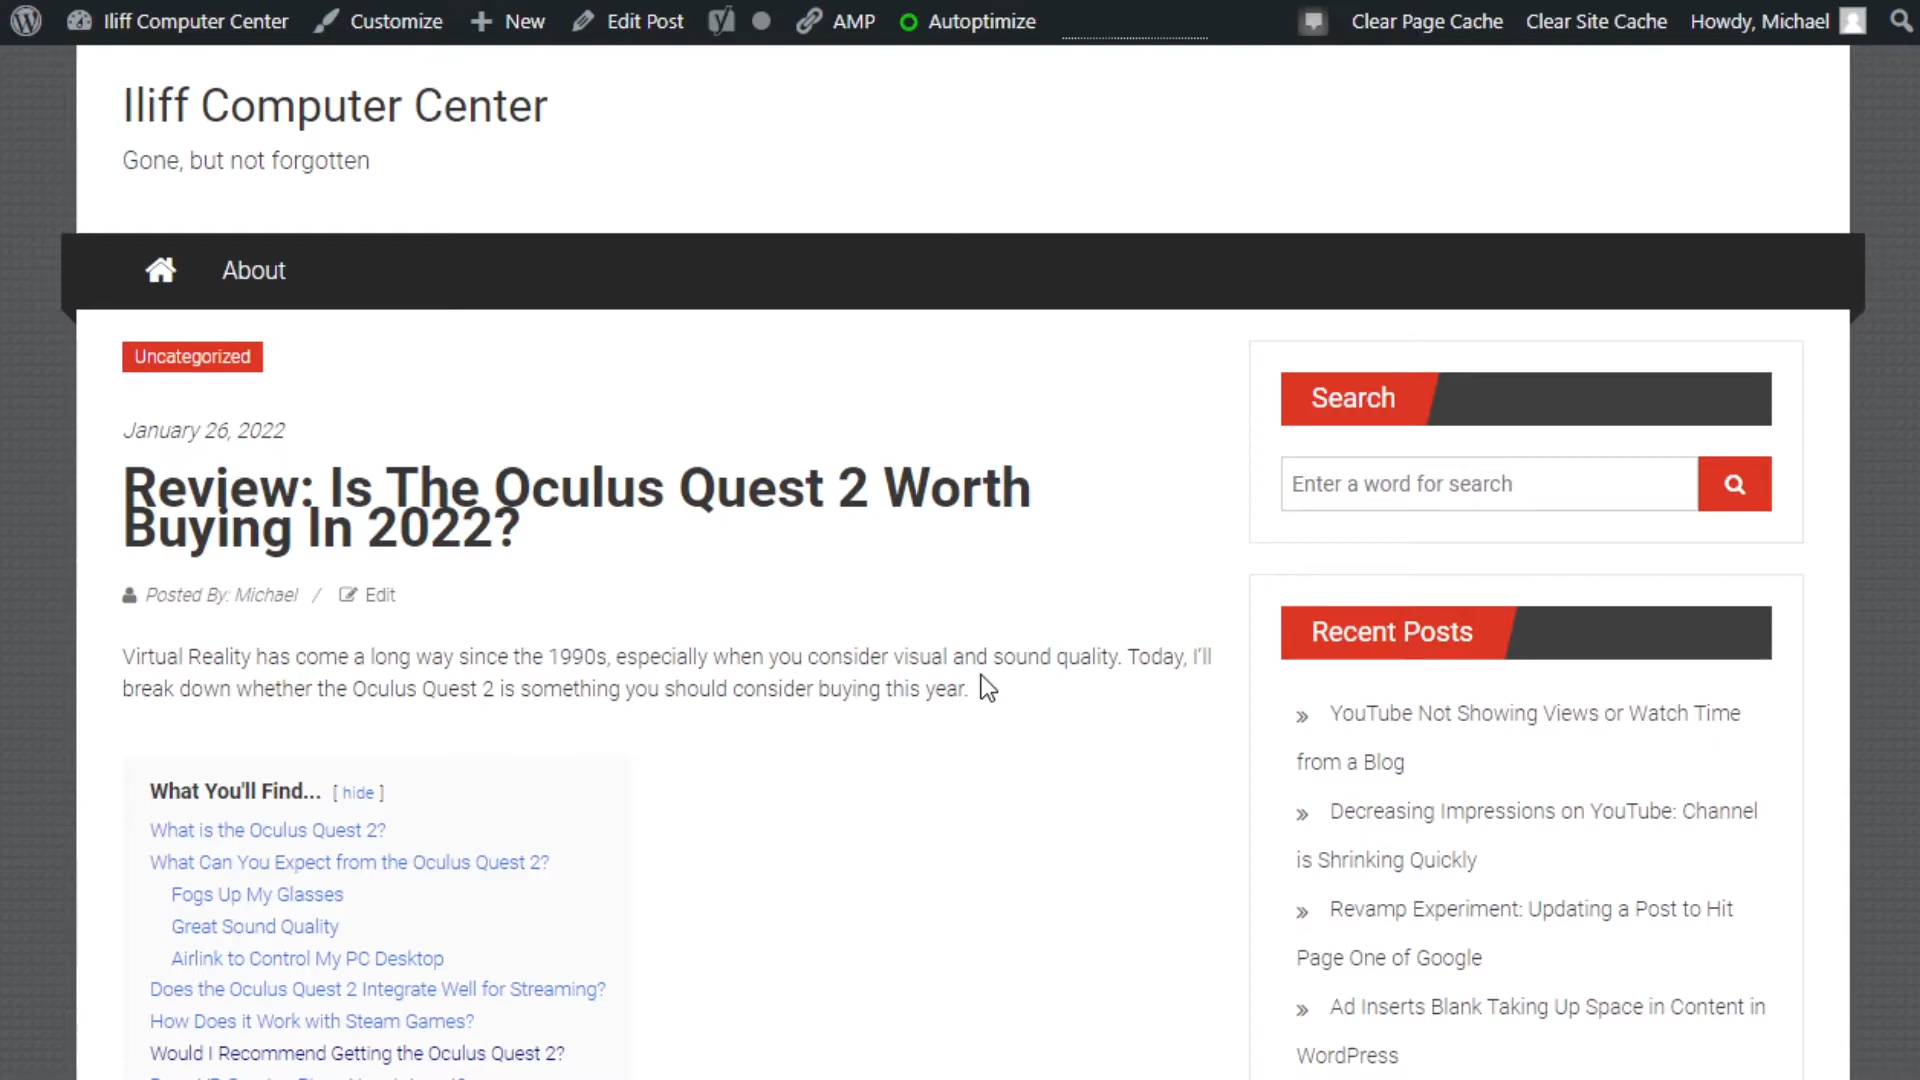 Iliff Computer Center
Customize
New
Edit Post
AMP
Autoptimize
Clear Page Cache
Clear Site Cache
Howdy, Michael
Iliff Computer Center
Gone, but not forgotten
About
Uncategorized
January 26, 2022
Review: Is The Oculus Quest 2 Worth
Buying In 2022?
Posted By: Michael / Edit
Virtual Reality has come a long way since the 1990s, especially when you consider visual and sound quality. Today, I'll
break down whether the Oculus Quest 2 is something you should consider buying this year.
What You'll Find... [ hide ]
What is the Oculus Quest 2?
What Can You Expect from the Oculus Quest 2?
Fogs Up My Glasses
Great Sound Quality
Airlink to Control My PC Desktop
Does the Oculus Quest 2 Integrate Well for Streaming?
How Does it Work with Steam Games?
Would I Recommend Getting the Oculus Quest 2?
Search
Enter a word for search
Recent Posts
» YouTube Not Showing Views or Watch Time
from a Blog
» Decreasing Impressions on YouTube: Channel
is Shrinking Quickly
» Revamp Experiment: Updating a Post to Hit
Page One of Google
» Ad Inserts Blank Taking Up Space in Content in
WordPress